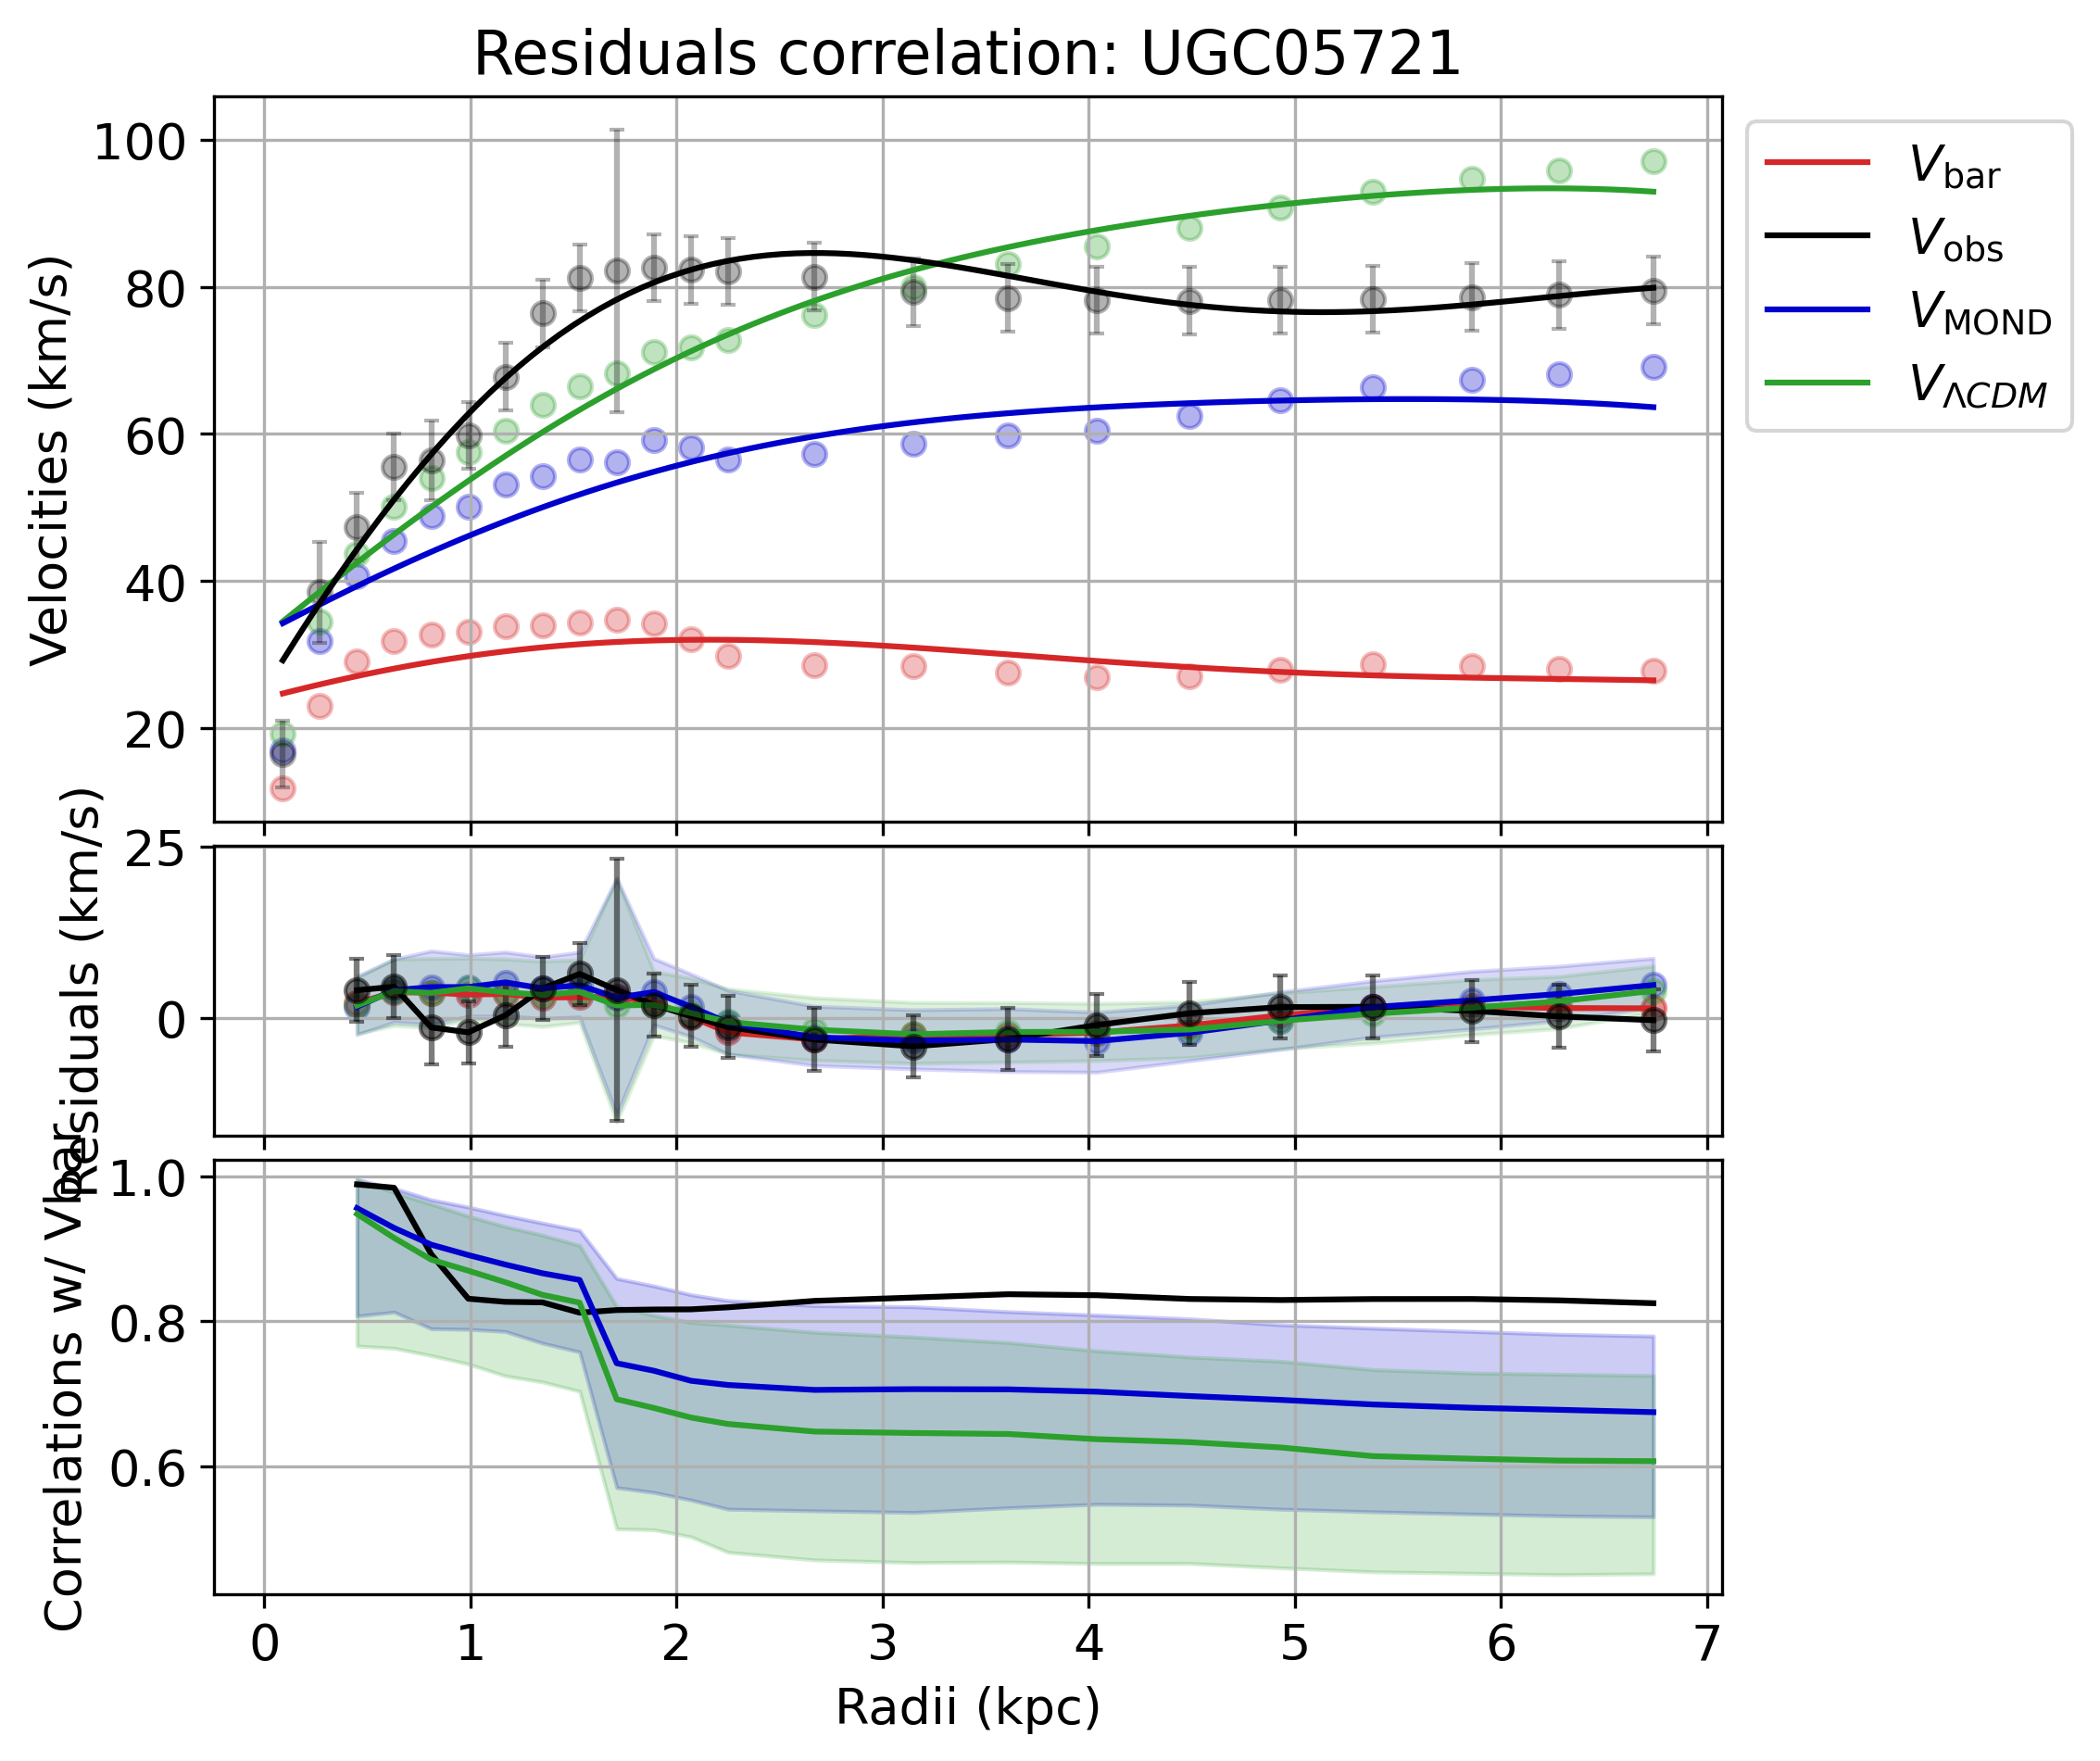 Residuals correlation: UGC05721
Velocities (km/s)
100
80
60
40
20
V_bar
V_obs
V_MOND
V_ΛCDM
Residuals (km/s)
25
0
Correlations w/ Vbar
1.0
0.8
0.6
0 1 2 3 4 5 6 7
Radii (kpc)